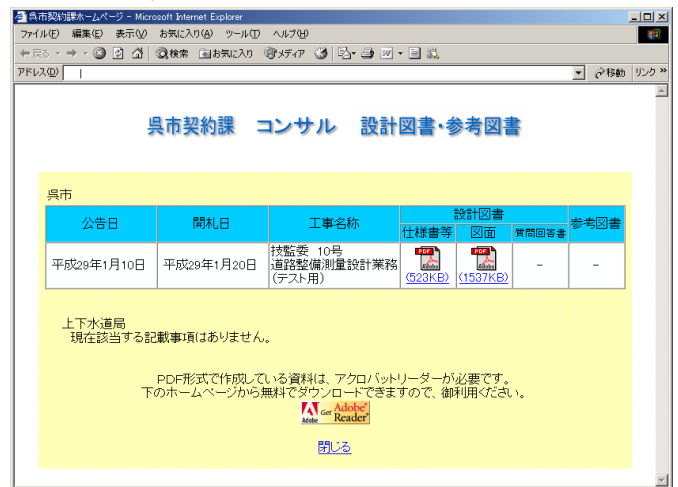 呉市契約課ホームページ - Microsoft Internet Explorer
ファイル(F) 編集(E) 表示(V) お気に入り(A) ツール(T) ヘルプ(H)
戻る 検索 お気に入り メディア
アドレス(D) 移動 リンク »
呉市契約課 コンサル 設計図書・参考図書
呉市
公告日 開札日 工事名称 設計図書 参考図書
仕様書等 図面 質問回答書
平成29年1月10日 平成29年1月20日 技監委 10号 道路整備測量設計業務 (テスト用) (523KB) (1537KB) − −
上下水道局
現在該当する記載事項はありません。
PDF形式で作成している資料は、アクロバットリーダーが必要です。
下のホームページから無料でダウンロードできますので、御利用ください。
Adobe Get Adobe Reader
閉じる